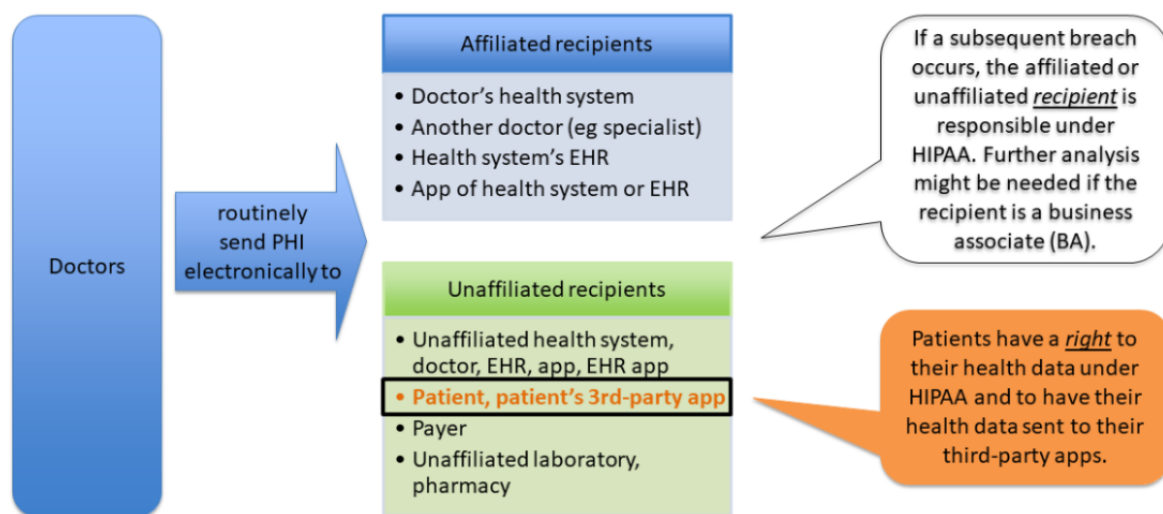 Doctors
routinely
send PHI
electronically to
Affiliated recipients
• Doctor's health system
• Another doctor (eg specialist)
• Health system's EHR
• App of health system or EHR
Unaffiliated recipients
• Unaffiliated health system,
doctor, EHR, app, EHR app
• Patient, patient's 3rd-party app
• Payer
• Unaffiliated laboratory,
pharmacy
If a subsequent breach
occurs, the affiliated or
unaffiliated recipient is
responsible under
HIPAA. Further analysis
might be needed if the
recipient is a business
associate (BA).
Patients have a right to
their health data under
HIPAA and to have their
health data sent to their
third-party apps.